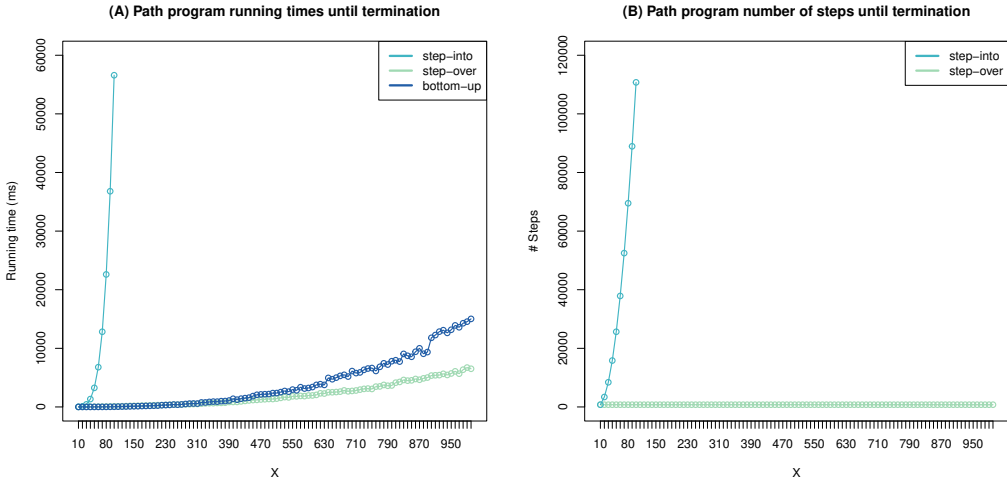 (A) Path program running times until termination
step−into
step−over
bottom−up
Running time (ms)
60000
50000
40000
30000
20000
10000
0
10 80 150 230 310 390 470 550 630 710 790 870 950
X
(B) Path program number of steps until termination
step−into
step−over
# Steps
120000
100000
80000
60000
40000
20000
0
10 80 150 230 310 390 470 550 630 710 790 870 950
X